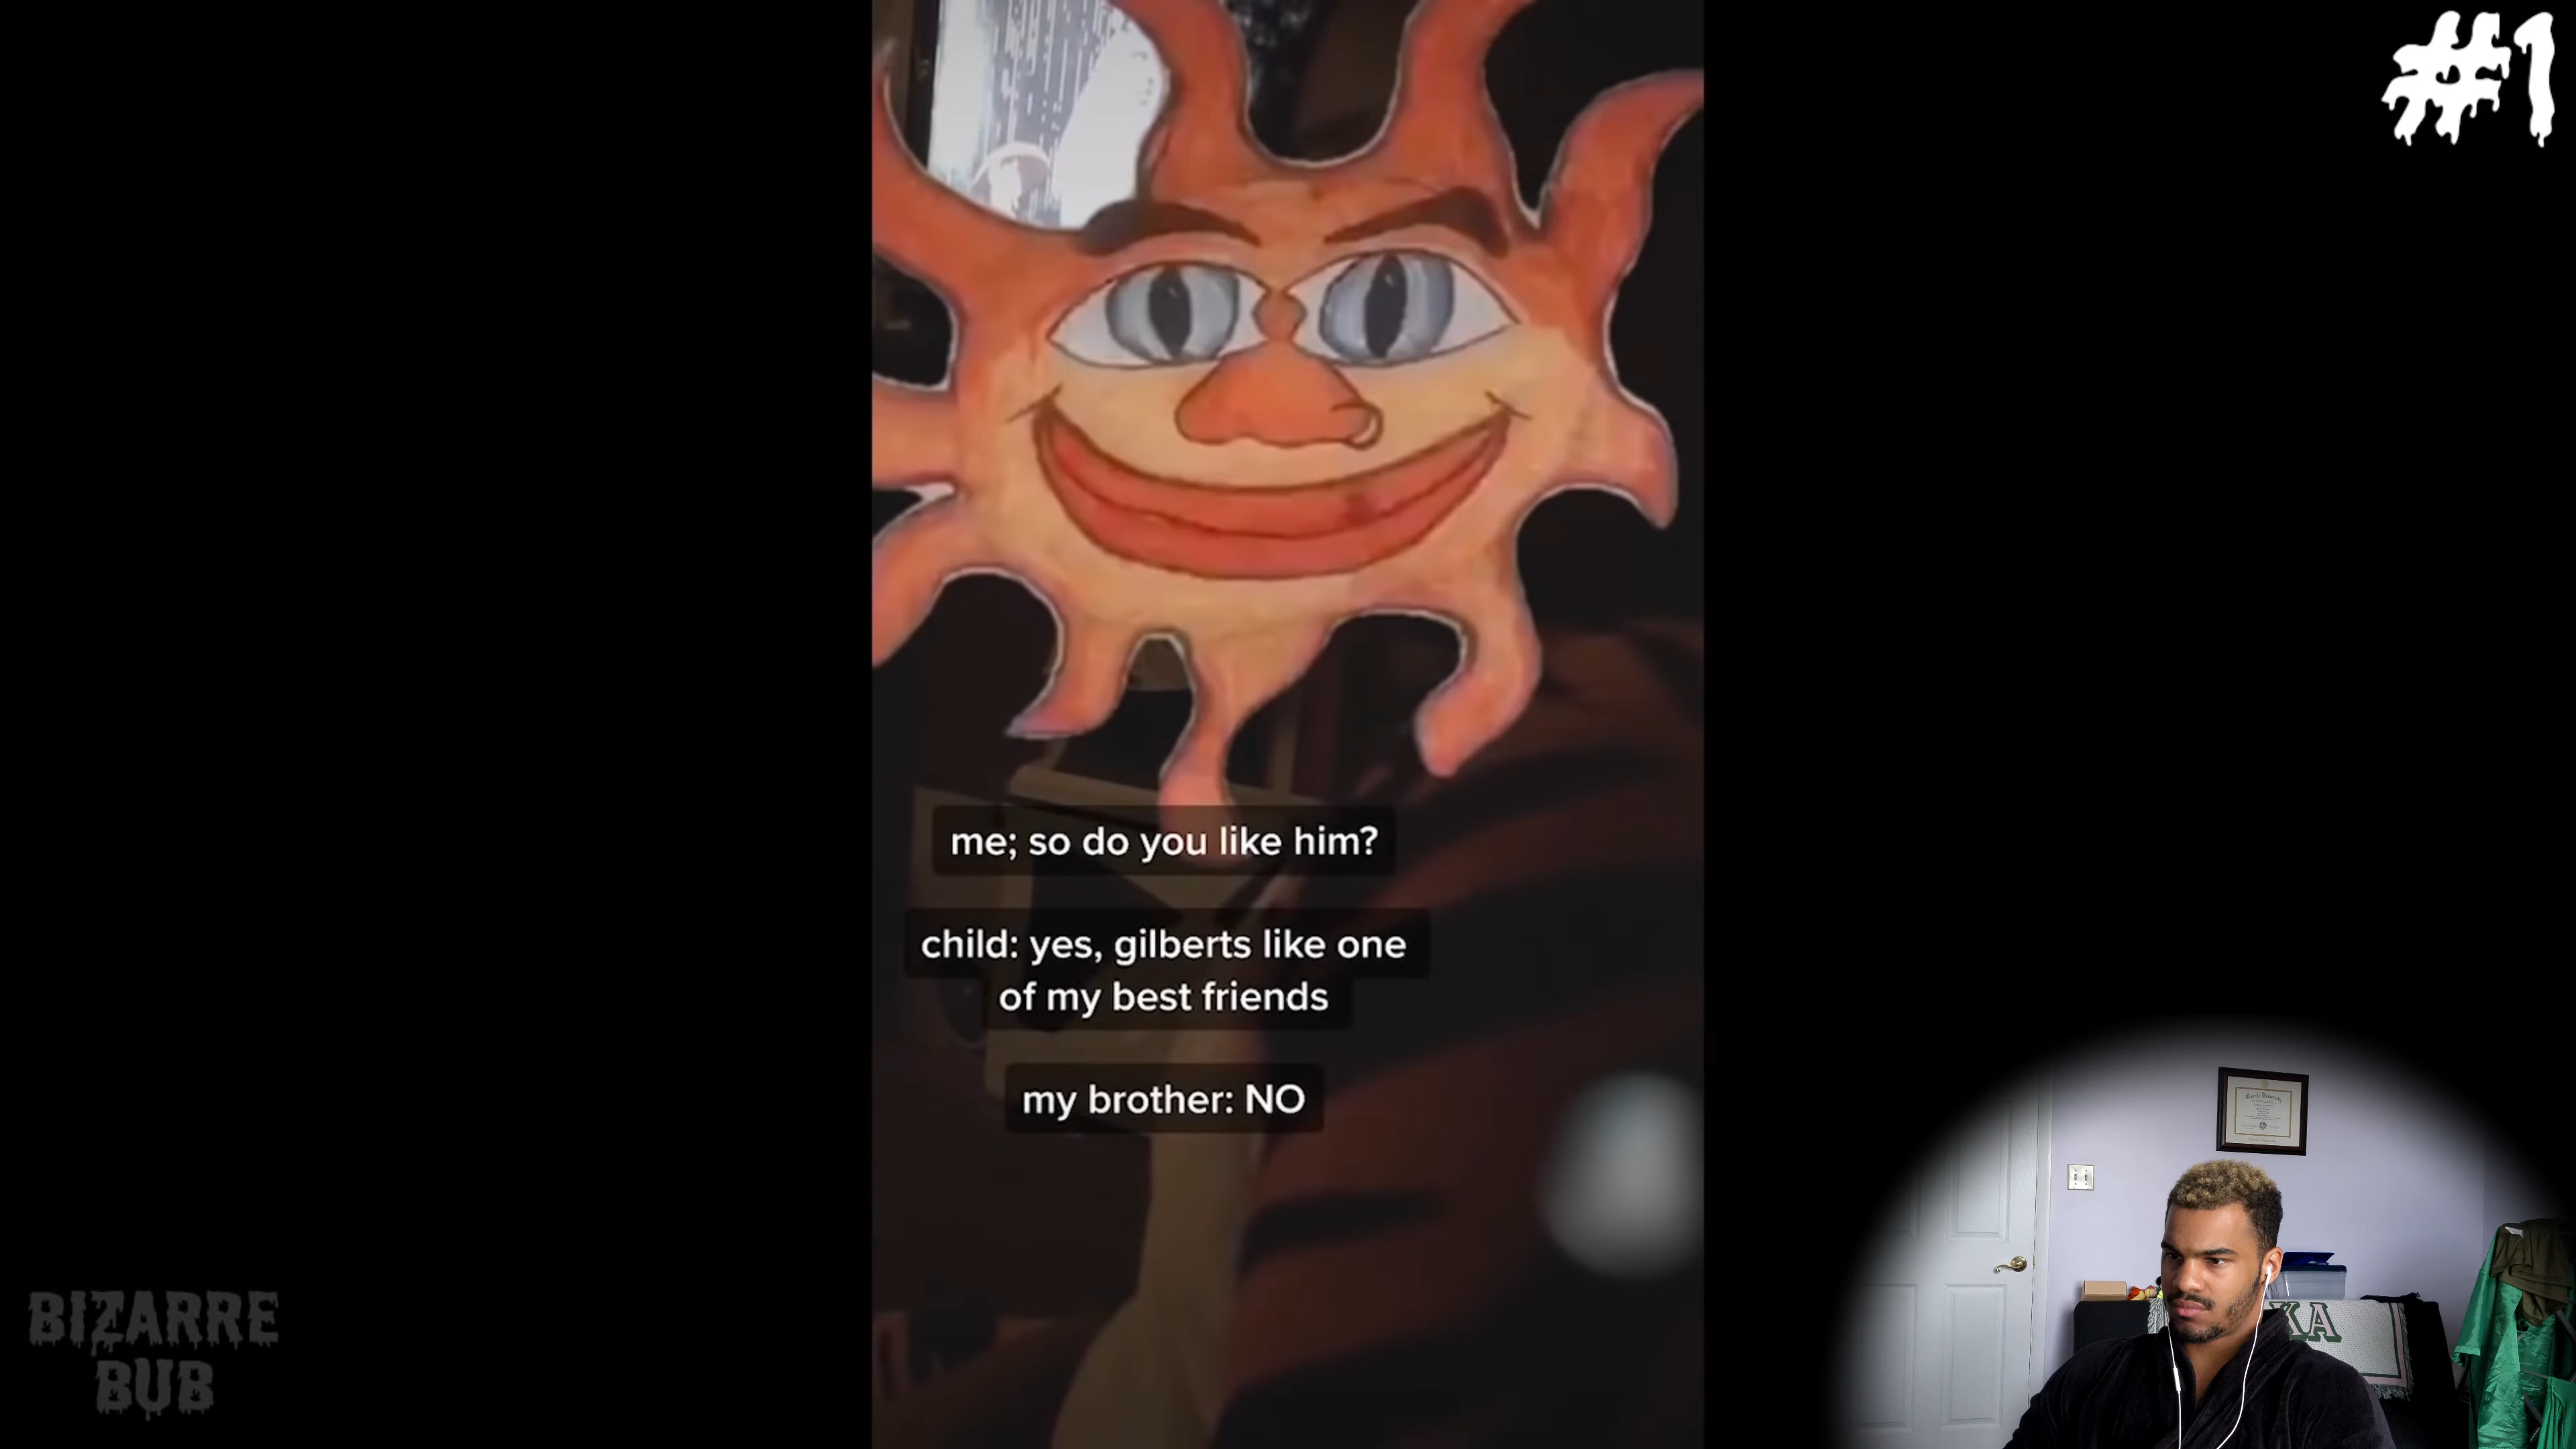 #1
me; so do you like him?
child: yes, gilberts like one
of my best friends
my brother: NO
BIZARRE
BUB
KA